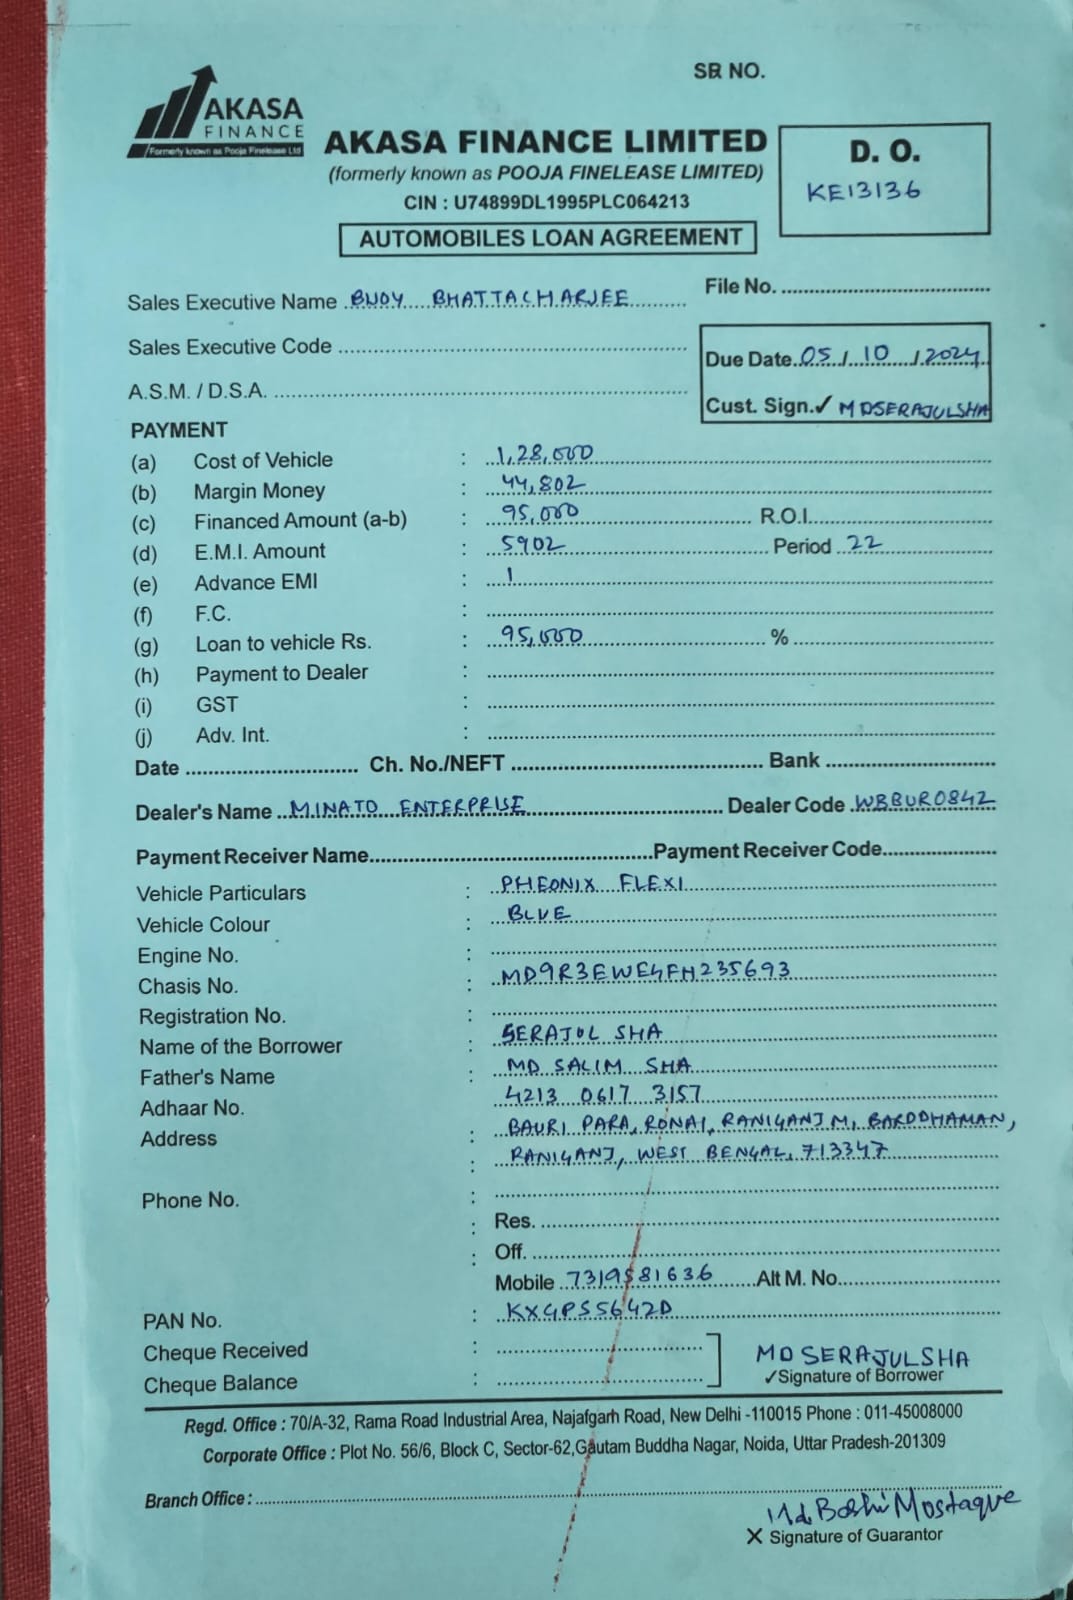 SR NO.
AKASA
FINANCE
Formerly known as Pooja Finelease Ltd
AKASA FINANCE LIMITED
(formerly known as POOJA FINELEASE LIMITED)
CIN : U74899DL1995PLC064213
AUTOMOBILES LOAN AGREEMENT
D. O.
KE13136
Sales Executive Name BIJOY BHATTACHARJEE
File No.
Sales Executive Code
Due Date 05/10/2024
A.S.M. / D.S.A.
Cust. Sign.✓ MDSERAJULSHA
PAYMENT
(a) Cost of Vehicle : 1,28,000
(b) Margin Money : 44,802
(c) Financed Amount (a-b) : 95,000 R.O.I.
(d) E.M.I. Amount : 5902 Period 22
(e) Advance EMI : 1
(f) F.C. :
(g) Loan to vehicle Rs. : 95,000 %
(h) Payment to Dealer :
(i) GST :
(j) Adv. Int. :
Date Ch. No./NEFT Bank
Dealer's Name MINATO ENTERPRISE Dealer Code WBBUR0842
Payment Receiver Name Payment Receiver Code
Vehicle Particulars : PHEONIX FLEXI
Vehicle Colour : BLUE
Engine No. :
Chasis No. : MD9R3EWE4FH235693
Registration No. :
Name of the Borrower : SERAJUL SHA
Father's Name : MD SALIM SHA
Adhaar No. 4213 0617 3157
Address : BAURI PARA, RONAI, RANIGANJ M, BARDDHAMAN,
: RANIGANJ, WEST BENGAL, 713347
Phone No. :
: Res.
: Off.
Mobile 7319581636 Alt M. No.
PAN No. : KXGPS5642D
Cheque Received :
Cheque Balance :
MDSERAJULSHA
✓Signature of Borrower
Regd. Office : 70/A-32, Rama Road Industrial Area, Najafgarh Road, New Delhi -110015 Phone : 011-45008000
Corporate Office : Plot No. 56/6, Block C, Sector-62,Gautam Buddha Nagar, Noida, Uttar Pradesh-201309
Branch Office :
Md Mostaque
X Signature of Guarantor